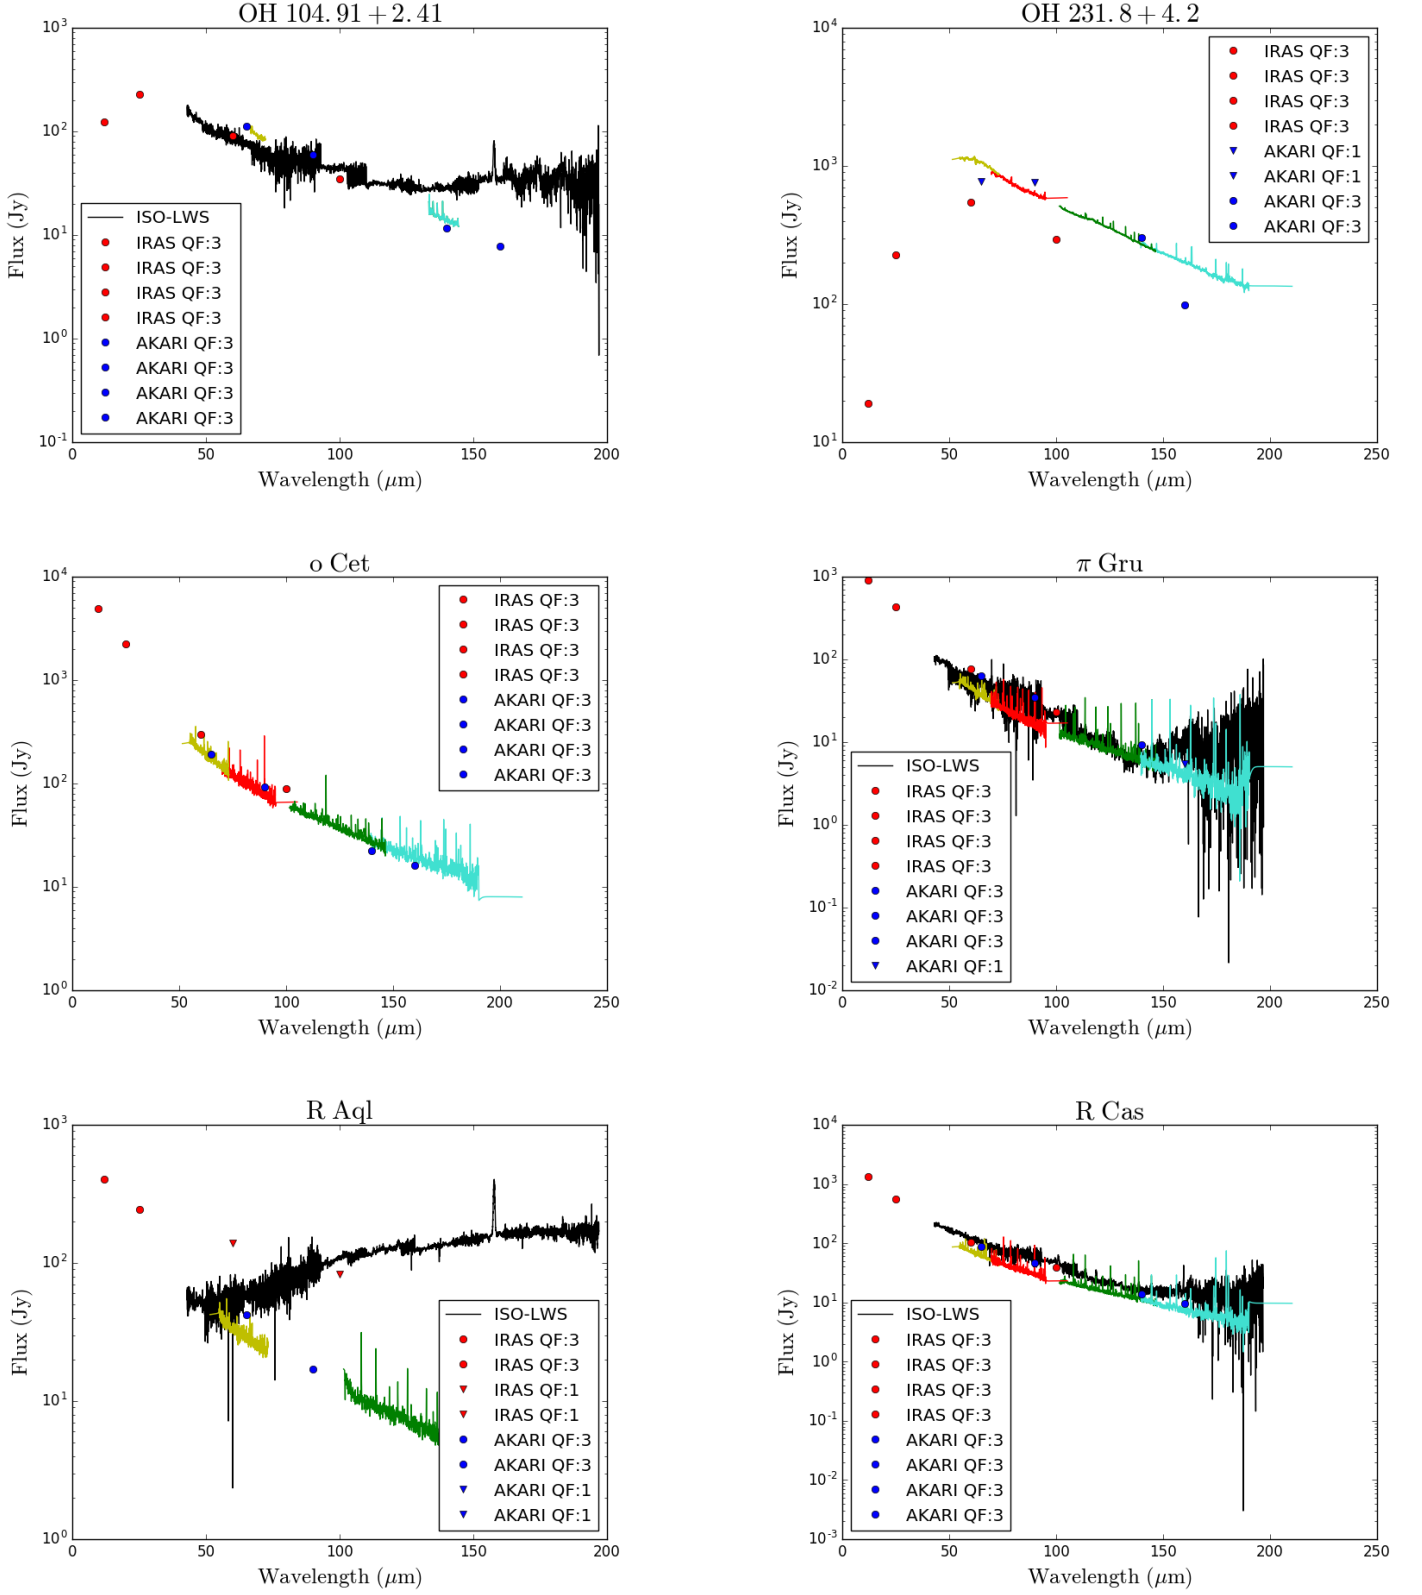 OH 104.91+2.41
10^3
10^2
10^1
10^0
10^-1
Flux (Jy)
ISO-LWS
IRAS QF:3
IRAS QF:3
IRAS QF:3
IRAS QF:3
AKARI QF:3
AKARI QF:3
AKARI QF:3
AKARI QF:3
0 50 100 150 200
Wavelength (μm)
OH 231.8+4.2
10^4
10^3
10^2
10^1
Flux (Jy)
IRAS QF:3
IRAS QF:3
IRAS QF:3
IRAS QF:3
AKARI QF:1
AKARI QF:1
AKARI QF:3
AKARI QF:3
0 50 100 150 200 250
Wavelength (μm)
o Cet
10^4
10^3
10^2
10^1
10^0
Flux (Jy)
IRAS QF:3
IRAS QF:3
IRAS QF:3
IRAS QF:3
AKARI QF:3
AKARI QF:3
AKARI QF:3
AKARI QF:3
0 50 100 150 200 250
Wavelength (μm)
π Gru
10^3
10^2
10^1
10^0
10^-1
10^-2
Flux (Jy)
ISO-LWS
IRAS QF:3
IRAS QF:3
IRAS QF:3
IRAS QF:3
AKARI QF:3
AKARI QF:3
AKARI QF:3
AKARI QF:1
0 50 100 150 200 250
Wavelength (μm)
R Aql
10^3
10^2
10^1
10^0
Flux (Jy)
ISO-LWS
IRAS QF:3
IRAS QF:3
IRAS QF:1
IRAS QF:1
AKARI QF:3
AKARI QF:3
AKARI QF:1
AKARI QF:1
0 50 100 150 200
Wavelength (μm)
R Cas
10^4
10^3
10^2
10^1
10^0
10^-1
10^-2
10^-3
Flux (Jy)
ISO-LWS
IRAS QF:3
IRAS QF:3
IRAS QF:3
IRAS QF:3
AKARI QF:3
AKARI QF:3
AKARI QF:3
AKARI QF:3
0 50 100 150 200 250
Wavelength (μm)